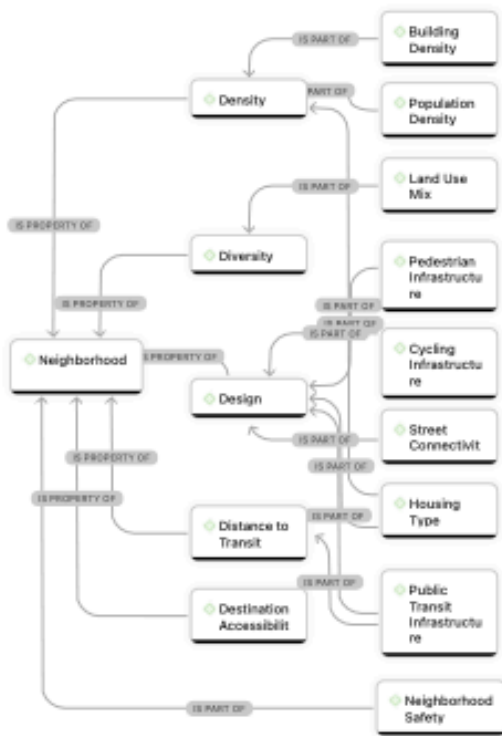 Building
Density
IS PART OF
Density
PART OF
Population
Density
Land Use
Mix
IS PART OF
IS PROPERTY OF
Diversity
Pedestrian
Infrastructu
re
IS PROPERTY OF
IS PART OF
IS PART OF
IS PART OF
Neighborhood
S PROPERTY OF
Cycling
Infrastructu
re
Design
Street
Connectivit
IS PART OF
IS PROPERTY OF
IS PART OF
IS PROPERTY OF
Housing
Type
Distance to
Transit
IS PART OF
Public
Transit
Infrastructu
re
IS PART OF
Destination
Accessibilit
Neighborhood
Safety
IS PART OF